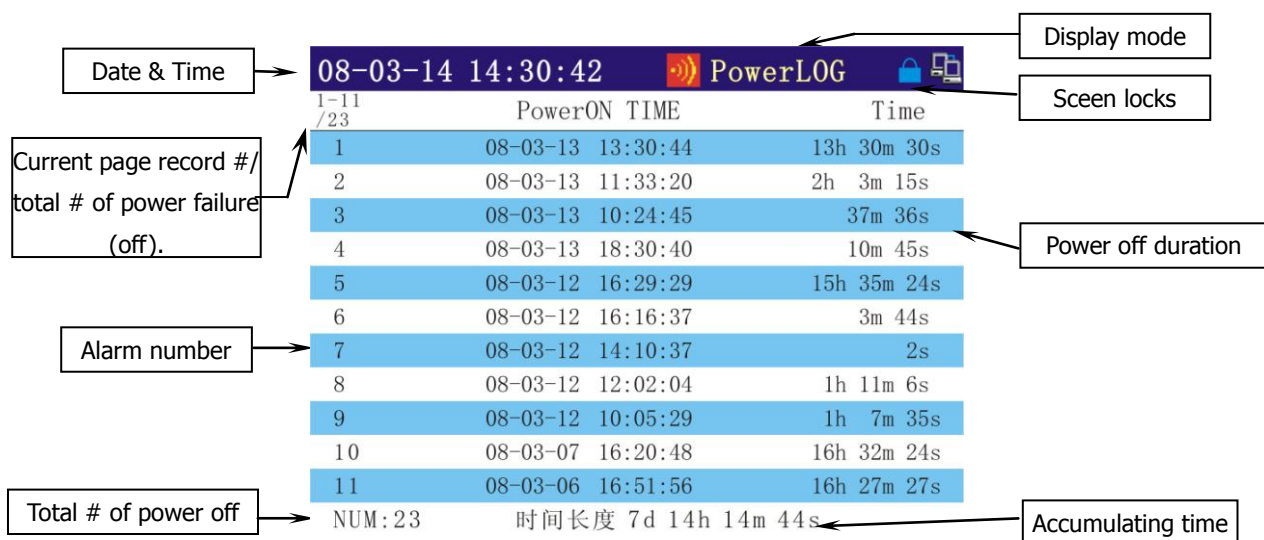 Display mode
Date & Time
08-03-14 14:30:42 PowerLOG
Sceen locks
1-11
/23
PowerON TIME Time
Current page record #/
total # of power failure
(off).
1 08-03-13 13:30:44 13h 30m 30s
2 08-03-13 11:33:20 2h 3m 15s
3 08-03-13 10:24:45 37m 36s
4 08-03-13 18:30:40 10m 45s
Power off duration
5 08-03-12 16:29:29 15h 35m 24s
6 08-03-12 16:16:37 3m 44s
Alarm number
7 08-03-12 14:10:37 2s
8 08-03-12 12:02:04 1h 11m 6s
9 08-03-12 10:05:29 1h 7m 35s
10 08-03-07 16:20:48 16h 32m 24s
11 08-03-06 16:51:56 16h 27m 27s
Total # of power off
NUM:23 时间长度 7d 14h 14m 44s
Accumulating time